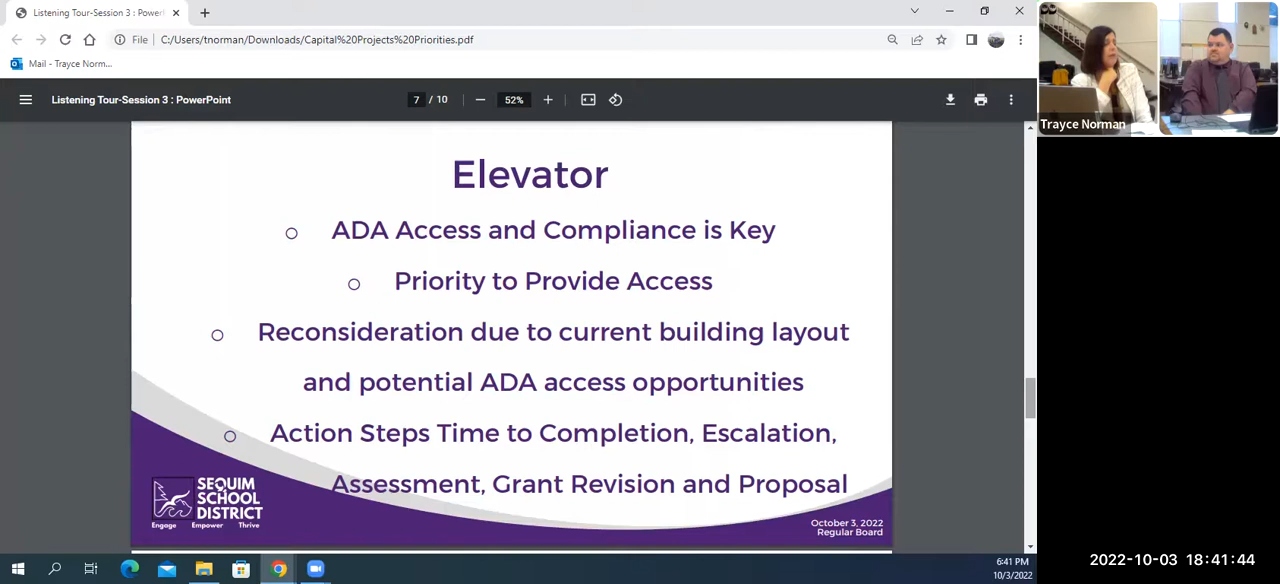 Listening Tour-Session 3 : PowerP
File
C:/Users/tnorman/Downloads/Capital%20Projects%20Priorities.pdf
Mail - Trayce Norm...
Listening Tour-Session 3 : PowerPoint
7 / 10
52%
Trayce Norman
Elevator
ADA Access and Compliance is Key
Priority to Provide Access
Reconsideration due to current building layout
and potential ADA access opportunities
Action Steps Time to Completion, Escalation,
Assessment, Grant Revision and Proposal
SEQUIM
SCHOOL
DISTRICT
Engage Empower Thrive
October 3, 2022
Regular Board
6:41 PM
10/3/2022
2022-10-03 18:41:44